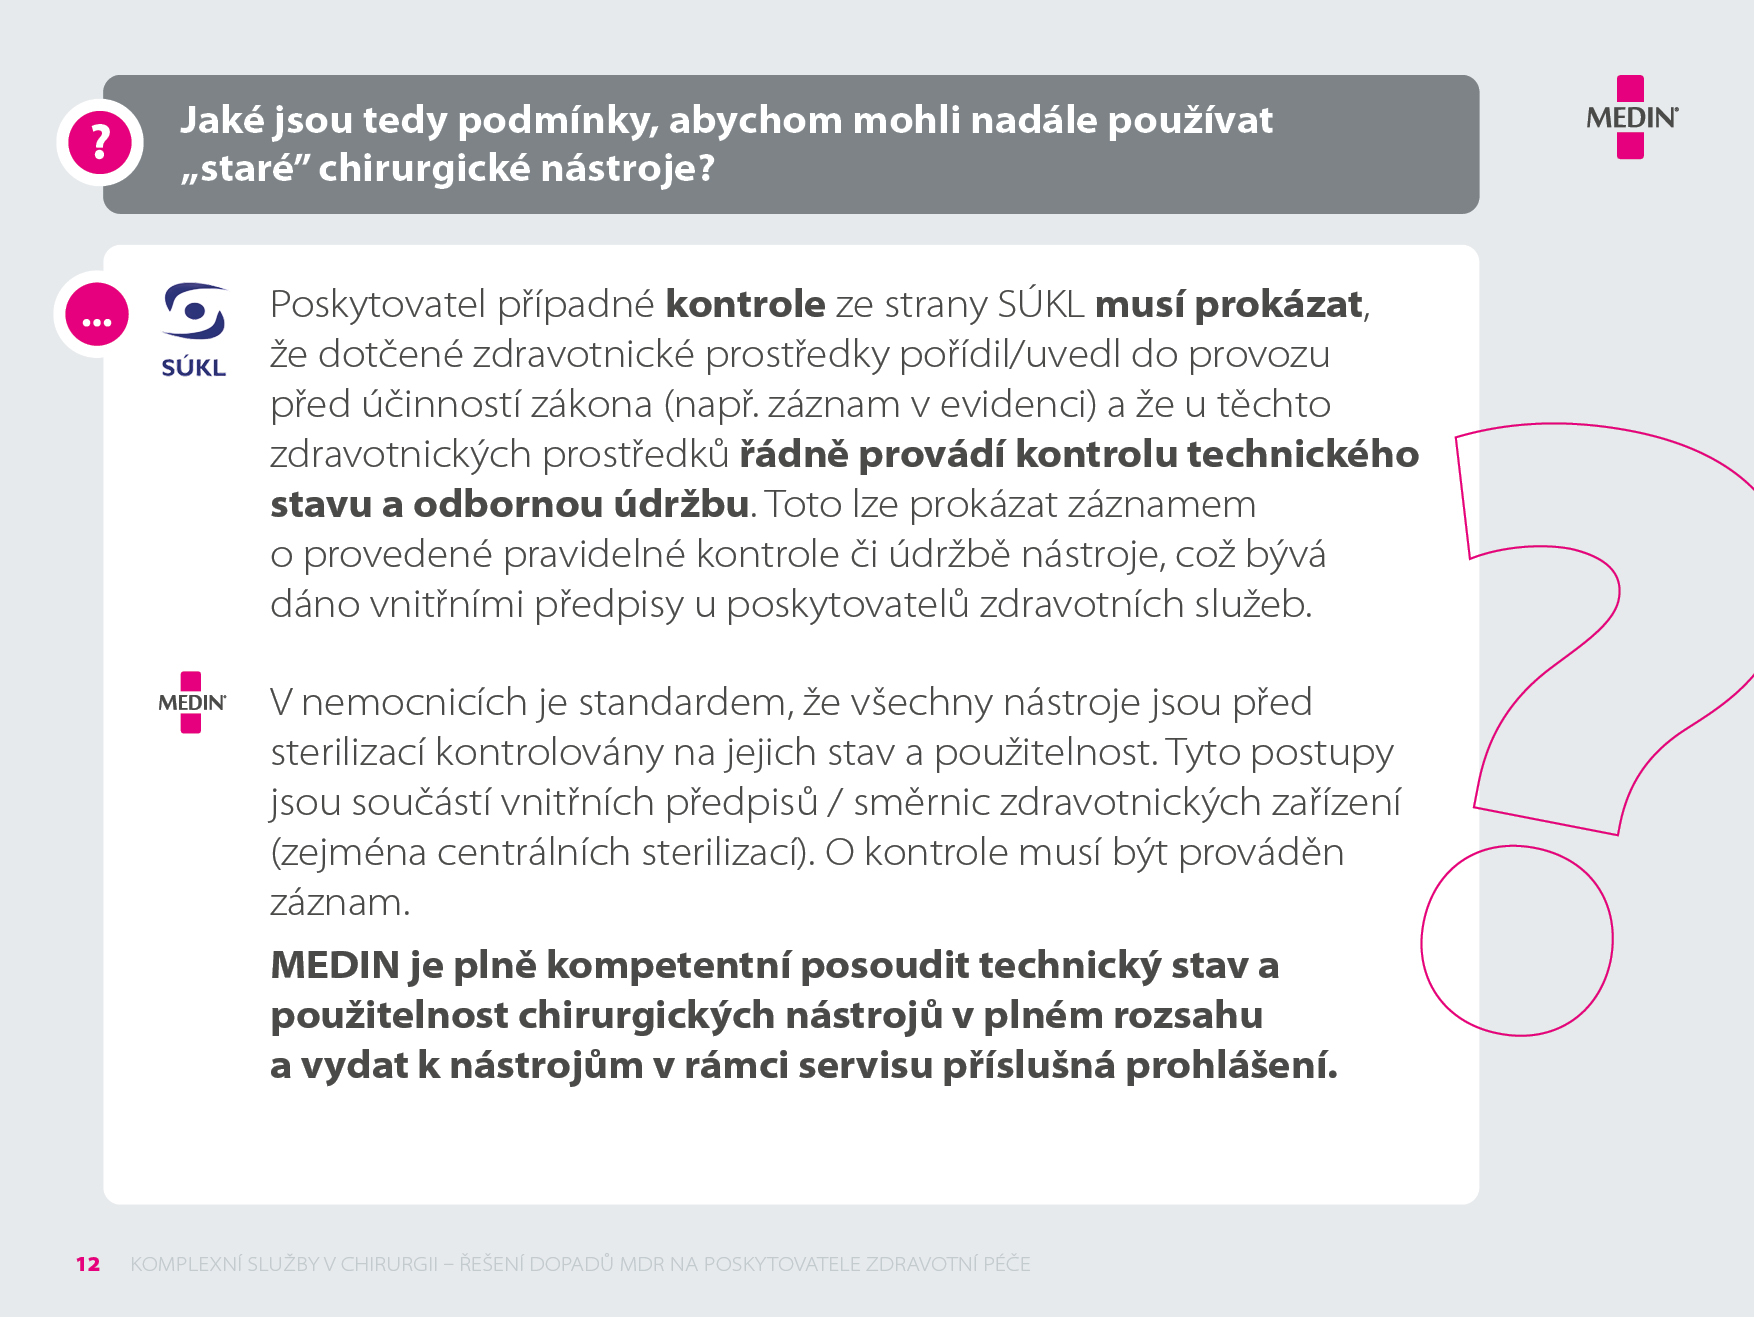 ?
Jaké jsou tedy podmínky, abychom mohli nadále používat
„staré” chirurgické nástroje?
MEDIN®
...
SÚKL
Poskytovatel případné kontrole ze strany SÚKL musí prokázat,
že dotčené zdravotnické prostředky pořídil/uvedl do provozu
před účinností zákona (např. záznam v evidenci) a že u těchto
zdravotnických prostředků řádně provádí kontrolu technického
stavu a odbornou údržbu. Toto lze prokázat záznamem
o provedené pravidelné kontrole či údržbě nástroje, což bývá
dáno vnitřními předpisy u poskytovatelů zdravotních služeb.
MEDIN®
V nemocnicích je standardem, že všechny nástroje jsou před
sterilizací kontrolovány na jejich stav a použitelnost. Tyto postupy
jsou součástí vnitřních předpisů / směrnic zdravotnických zařízení
(zejména centrálních sterilizací). O kontrole musí být prováděn
záznam.
MEDIN je plně kompetentní posoudit technický stav a
použitelnost chirurgických nástrojů v plném rozsahu
a vydat k nástrojům v rámci servisu příslušná prohlášení.
?
12 KOMPLEXNÍ SLUŽBY V CHIRURGII – ŘEŠENÍ DOPADŮ MDR NA POSKYTOVATELE ZDRAVOTNÍ PÉČE